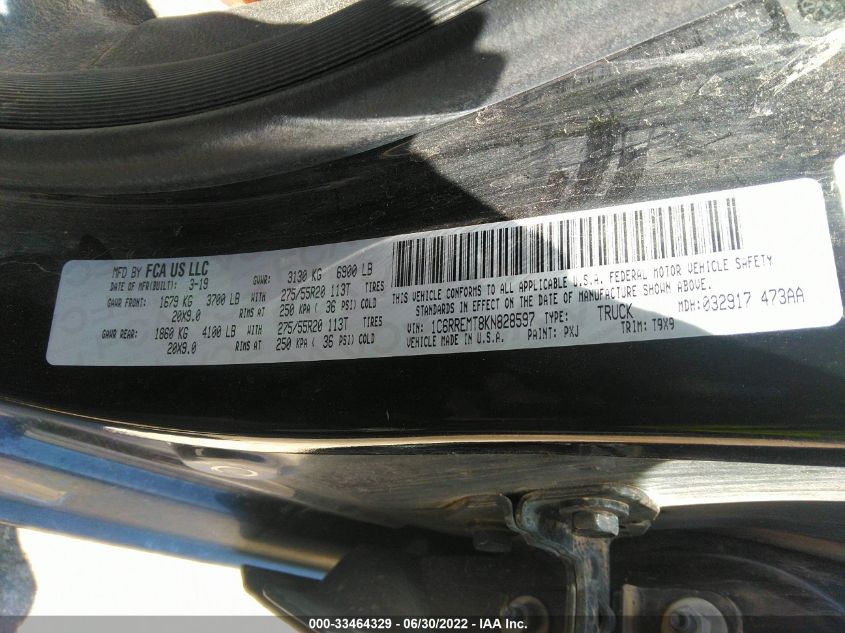 MFD BY FCA US LLC
DATE OF MFR(BUILT): 3-19 GVWR: 3130 KG 6900 LB
GAWR FRONT: 1679 KG 3700 LB WITH 275/55R20 113T TIRES
20X9.0 RIMS AT 250 KPA ( 36 PSI) COLD
GAWR REAR: 1860 KG 4100 LB WITH 275/55R20 113T TIRES
20X9.0 RIMS AT 250 KPA ( 36 PSI) COLD
THIS VEHICLE CONFORMS TO ALL APPLICABLE U.S.A. FEDERAL MOTOR VEHICLE SAFETY
STANDARDS IN EFFECT ON THE DATE OF MANUFACTURE SHOWN ABOVE.
MDH:032917 473AA
VIN: 1C6RREMT8KN828597 TYPE: TRUCK
VEHICLE MADE IN U.S.A. PAINT: PXJ TRIM: T9X9
000-33464329 / 06/30/2022 - IAA Inc.